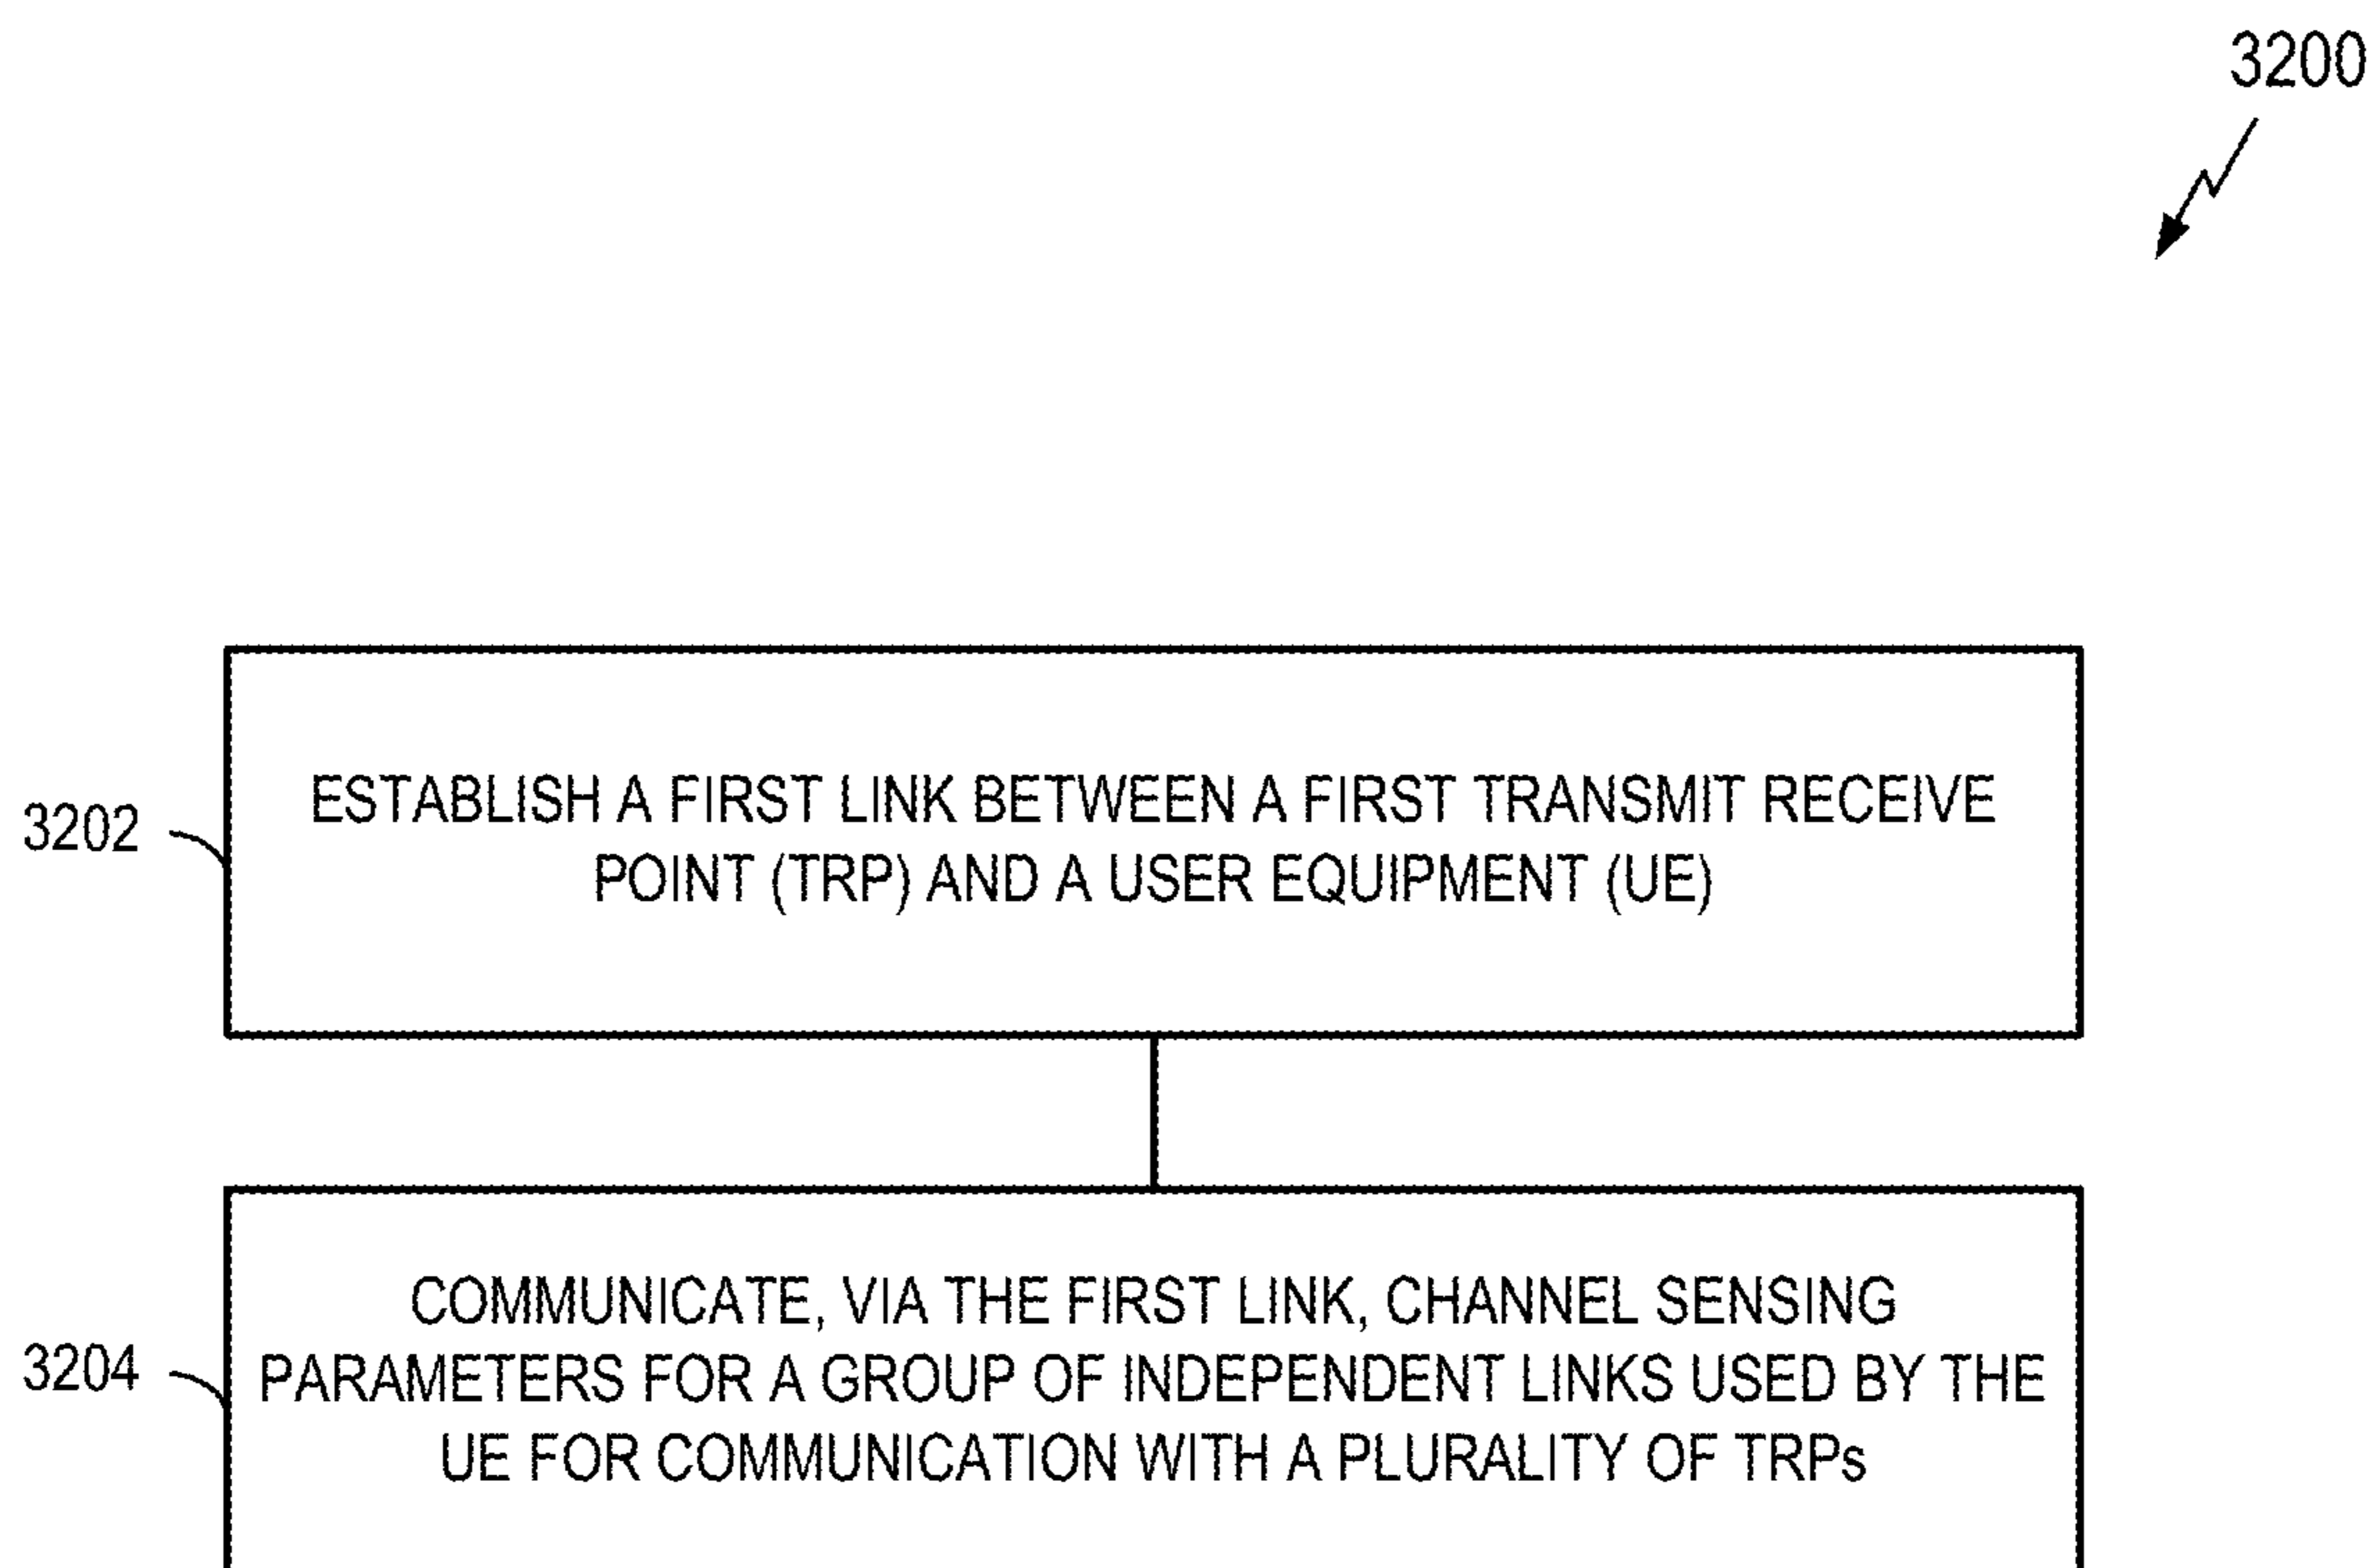 3200
3202
ESTABLISH A FIRST LINK BETWEEN A FIRST TRANSMIT RECEIVE
POINT (TRP) AND A USER EQUIPMENT (UE)
3204
COMMUNICATE, VIA THE FIRST LINK, CHANNEL SENSING
PARAMETERS FOR A GROUP OF INDEPENDENT LINKS USED BY THE
UE FOR COMMUNICATION WITH A PLURALITY OF TRPs